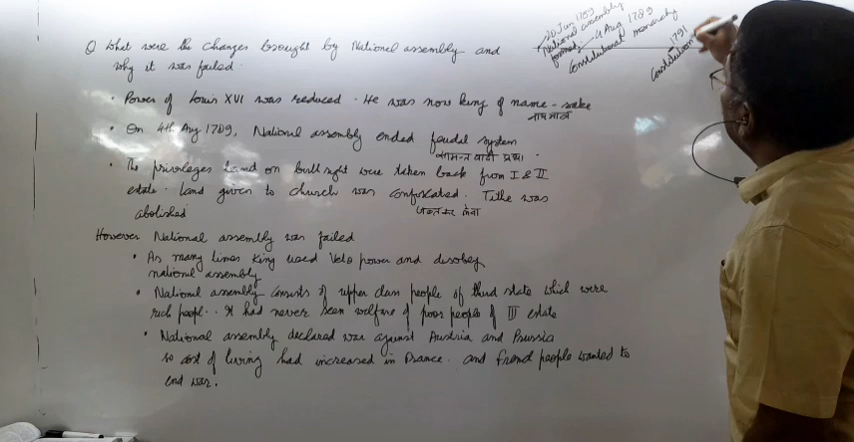 Q What were the changes brought by National assembly and
why it was failed.
• Power of Louis XVI was reduced. He was now king of name-sake
नाममात्र
• On 4th Aug 1789, National assembly ended feudal system
सामन्तवादी प्रथा.
• The privileges based on birth right were taken back from I & II
estate. Land given to church was confiscated. Tithe was
जब्त कर लेना
abolished
However National assembly was failed
• As many times King used Veto power and disobey
national assembly
• National assembly consists of upper class people of third state which were
rich peopl.. It had never seen welfare of poor people of III estate
• National assembly declared war against Austria and Prussia
so cost of living had increased in France. and French people wanted to
end war.
20 Jun 1789
National assembly
formed
4 Aug 1789
Constitutional monarchy
1791
Constitution